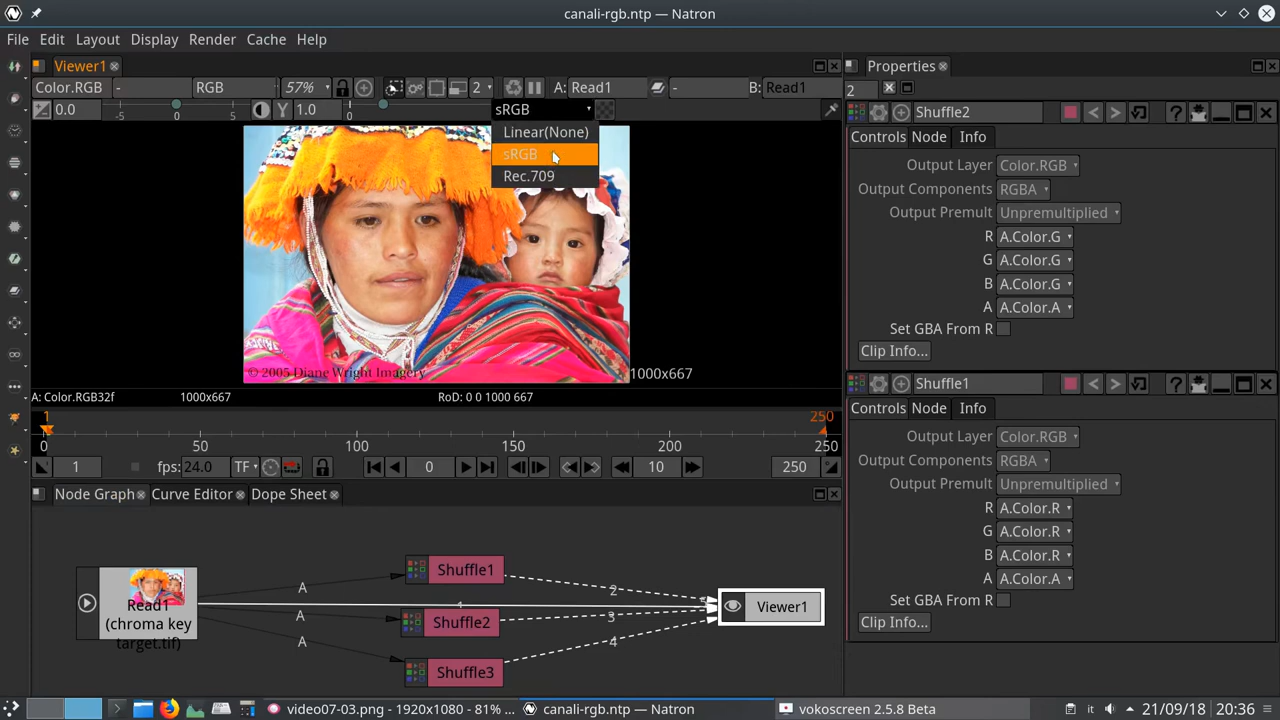 canali-rgb.ntp — Natron
File Edit Layout Display Render Cache Help
Viewer1
Color.RGB - RGB 57% 2 A: Read1 - B: Read1
0.0 -5 0 5 Y 1.0 0 sRGB
Linear(None)
sRGB
Rec.709
© 2005 Diane Wright Imagery
1000x667
A: Color.RGB32f 1000x667 RoD: 0 0 1000 667
1 250
0 50 100 150 200 250
1 fps: 24.0 TF 0 10 250
Node Graph Curve Editor Dope Sheet
Read1
(chroma key
target.tif)
A
A
A
Shuffle1
Shuffle2
Shuffle3
2
1
3
4
Viewer1
Properties
2
Shuffle2
?
Controls Node Info
Output Layer Color.RGB
Output Components RGBA
Output Premult Unpremultiplied
R A.Color.G
G A.Color.G
B A.Color.G
A A.Color.A
Set GBA From R
Clip Info...
Shuffle1
?
Controls Node Info
Output Layer Color.RGB
Output Components RGBA
Output Premult Unpremultiplied
R A.Color.R
G A.Color.R
B A.Color.R
A A.Color.A
Set GBA From R
Clip Info...
video07-03.png - 1920x1080 - 81% ... canali-rgb.ntp — Natron vokoscreen 2.5.8 Beta it 21/09/18 20:36